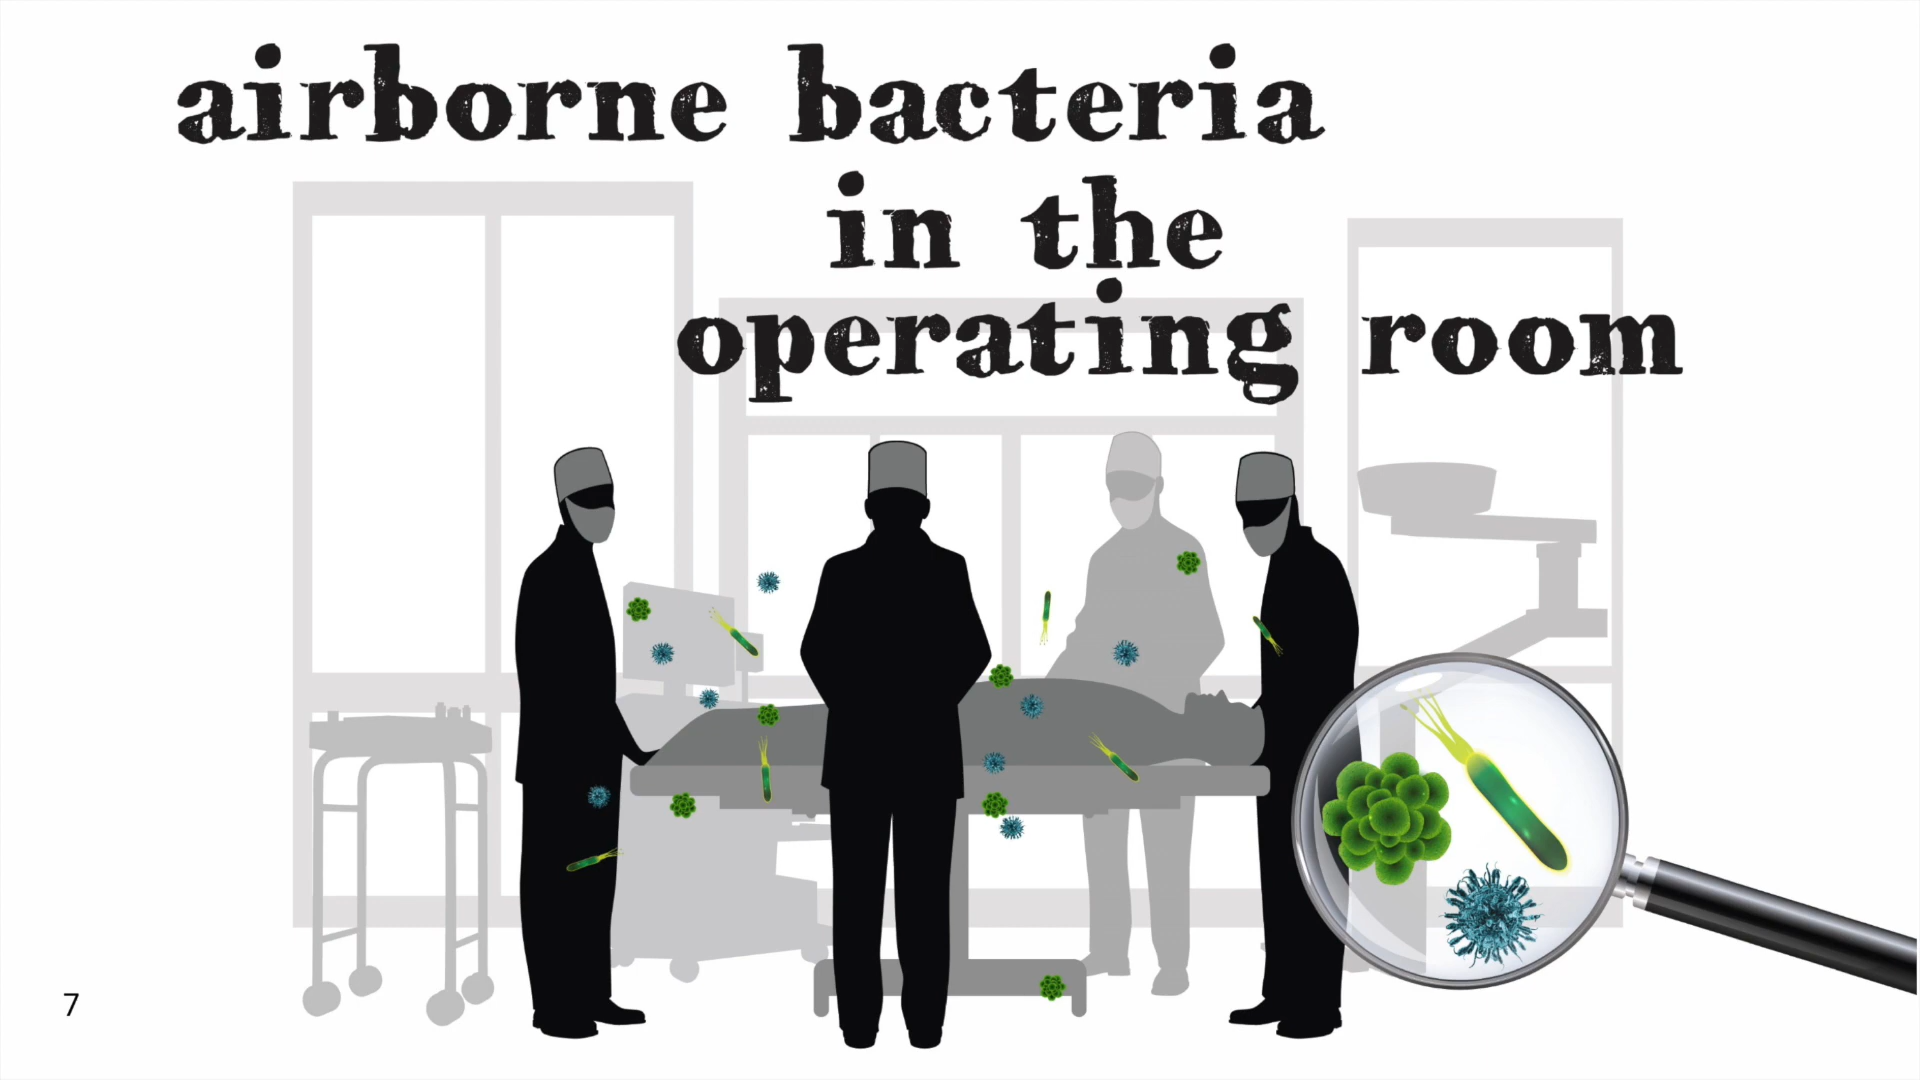 airborne bacteria
in the
operating room
7